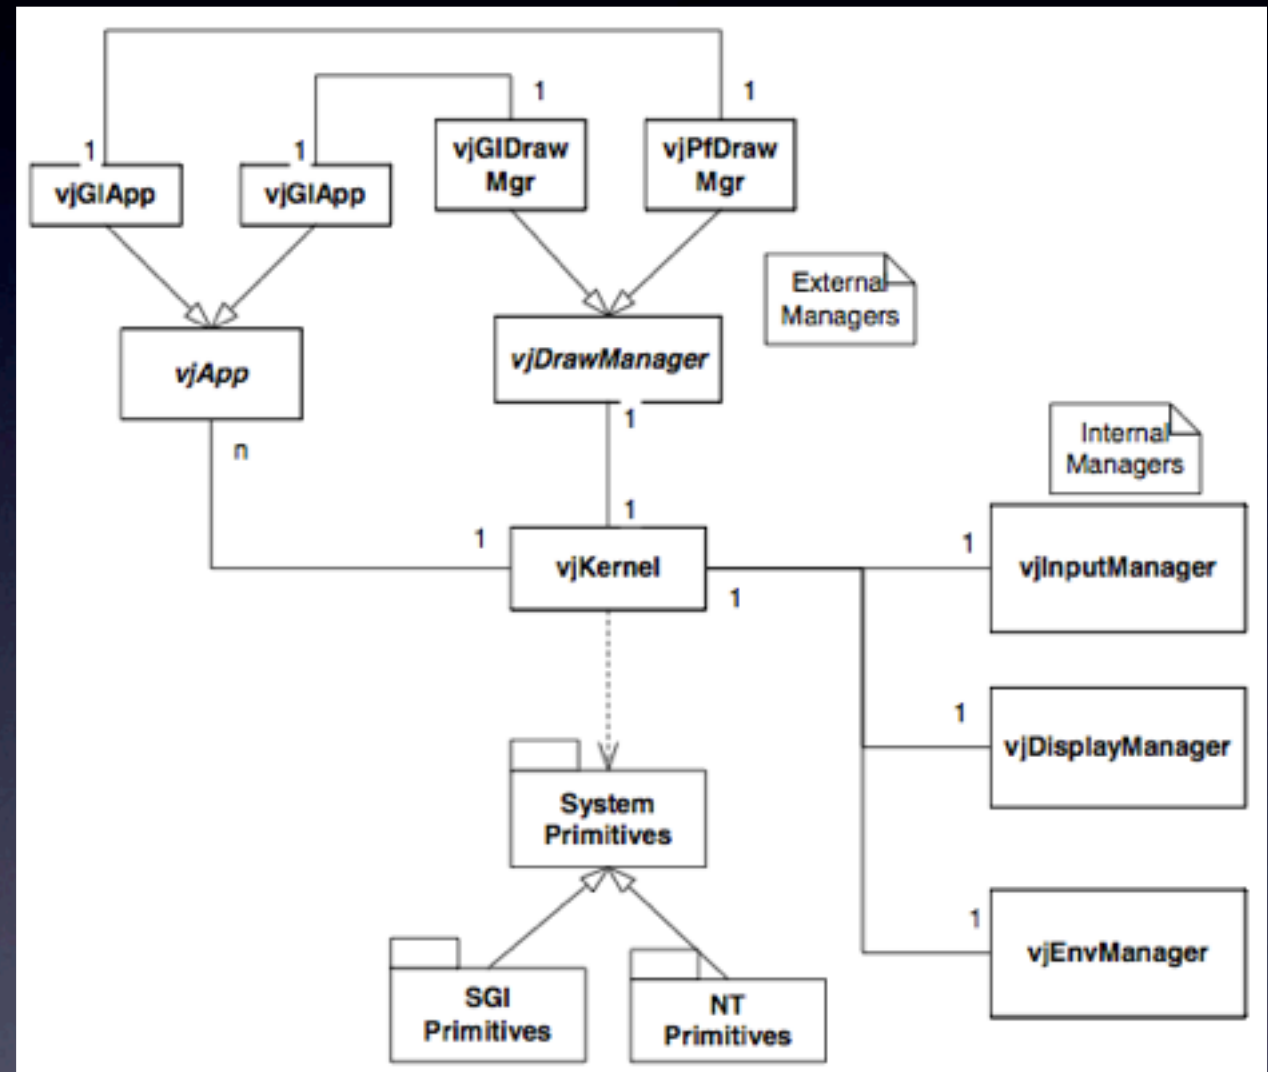 1
1
1
1
vjGlApp
vjGlApp
vjGlDraw
Mgr
vjPfDraw
Mgr
External
Managers
vjApp
vjDrawManager
n
1
Internal
Managers
1
1
1
vjKernel
1
vjInputManager
1
vjDisplayManager
System
Primitives
1
vjEnvManager
SGI
Primitives
NT
Primitives